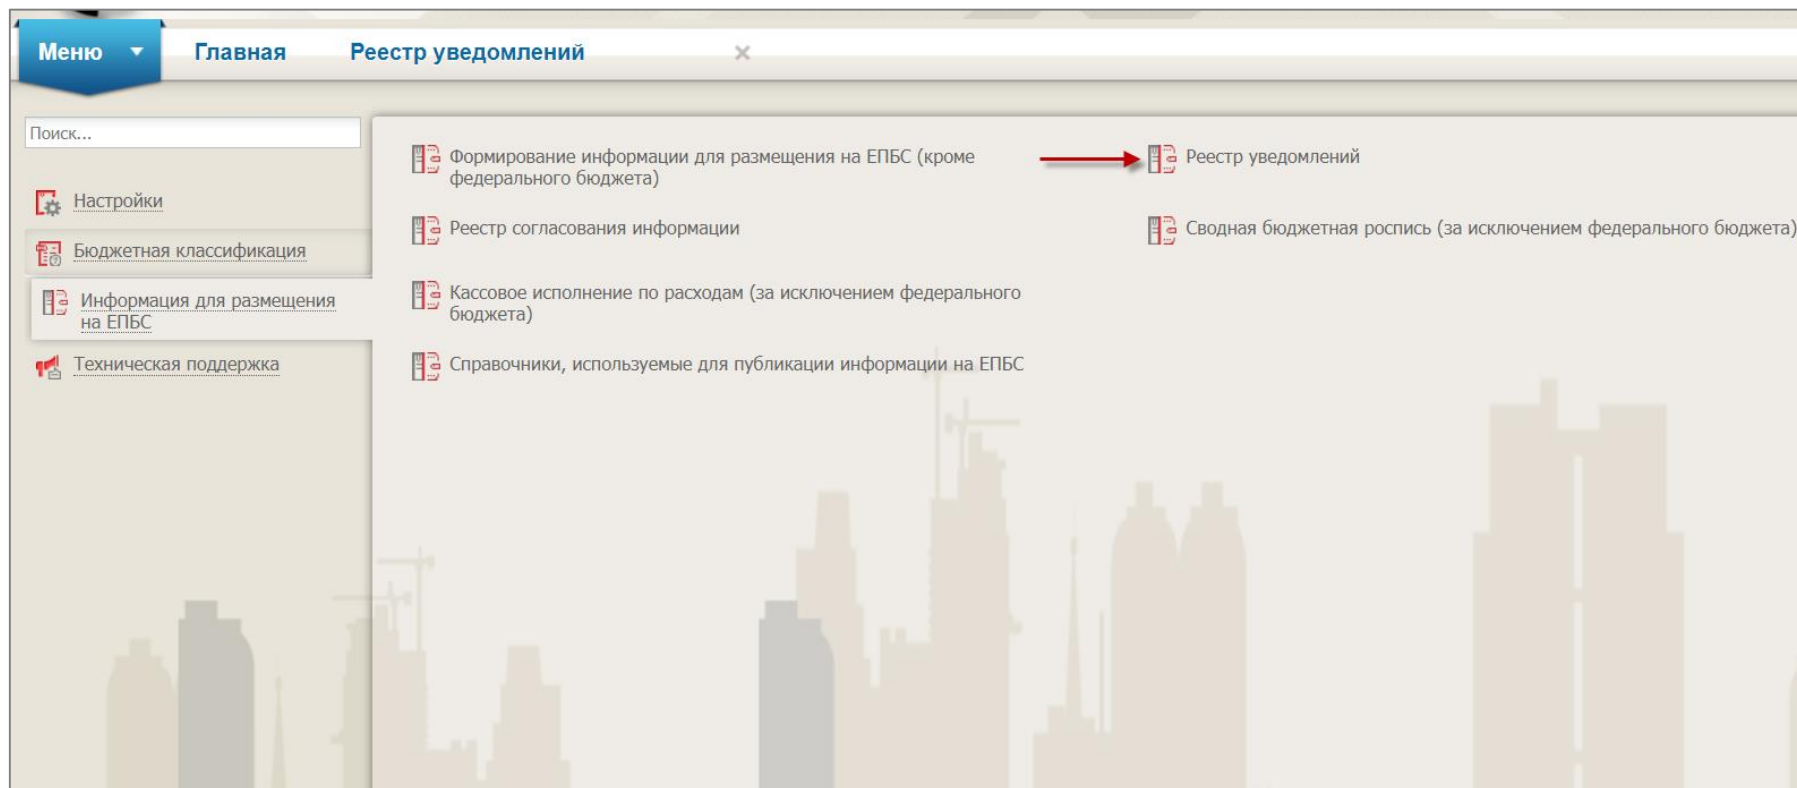 Меню Главная Реестр уведомлений
Поиск...
Настройки
Бюджетная классификация
Информация для размещения
на ЕПБС
Техническая поддержка
Формирование информации для размещения на ЕПБС (кроме
федерального бюджета)
Реестр согласования информации
Кассовое исполнение по расходам (за исключением федерального
бюджета)
Справочники, используемые для публикации информации на ЕПБС
Реестр уведомлений
Сводная бюджетная роспись (за исключением федерального бюджета)